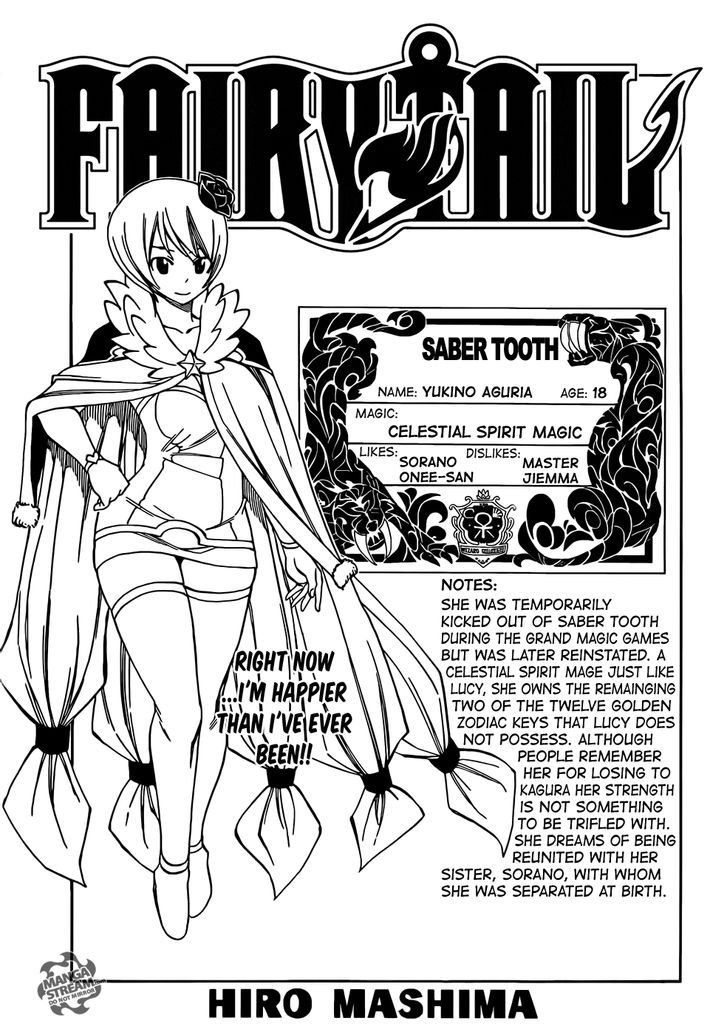 FAIRY TAIL
SABER TOOTH
NAME: YUKINO AGURIA AGE: 18
MAGIC:
CELESTIAL SPIRIT MAGIC
LIKES: SORANO ONEE-SAN
DISLIKES: MASTER JIEMMA
NOTES:
SHE WAS TEMPORARILY
KICKED OUT OF SABER TOOTH
DURING THE GRAND MAGIC GAMES
BUT WAS LATER REINSTATED. A
CELESTIAL SPIRIT MAGE JUST LIKE
LUCY, SHE OWNS THE REMAINGING
TWO OF THE TWELVE GOLDEN
ZODIAC KEYS THAT LUCY DOES
NOT POSSESS. ALTHOUGH
PEOPLE REMEMBER
HER FOR LOSING TO
KAGURA HER STRENGTH
IS NOT SOMETHING
TO BE TRIFLED WITH.
SHE DREAMS OF BEING
REUNITED WITH HER
SISTER, SORANO, WITH WHOM
SHE WAS SEPARATED AT BIRTH.
RIGHT NOW
...I'M HAPPIER
THAN I'VE EVER
BEEN!!
MANGA
STREAM.com
DO NOT MIRROR
HIRO MASHIMA